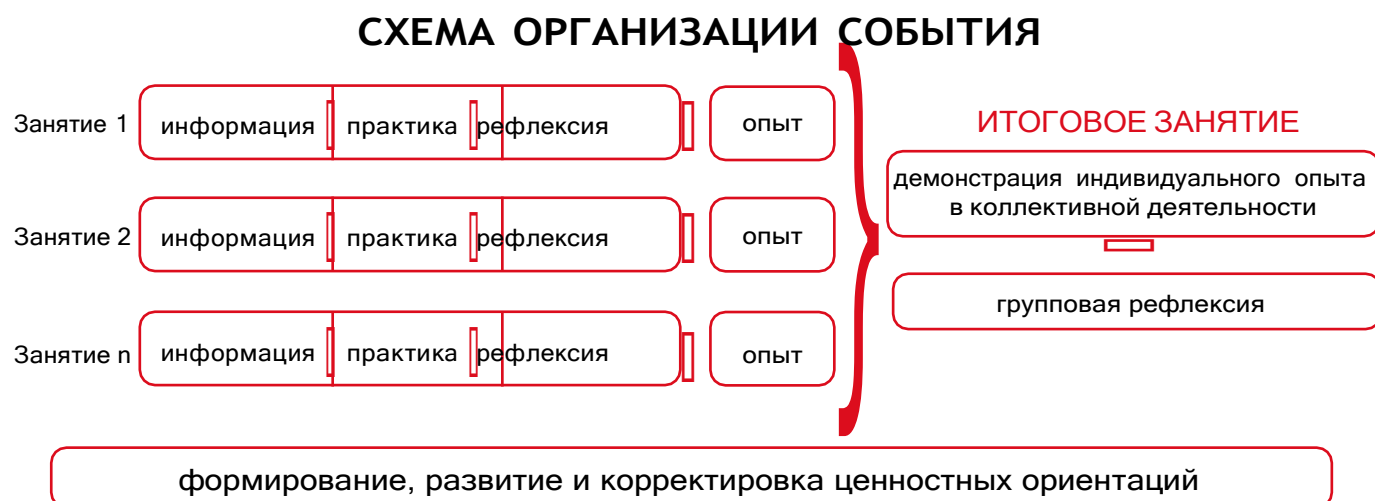 СХЕМА ОРГАНИЗАЦИИ СОБЫТИЯ
Занятие 1
информация
практика
рефлексия
опыт
Занятие 2
информация
практика
рефлексия
опыт
Занятие n
информация
практика
рефлексия
опыт
ИТОГОВОЕ ЗАНЯТИЕ
демонстрация индивидуального опыта
в коллективной деятельности
групповая рефлексия
формирование, развитие и корректировка ценностных ориентаций